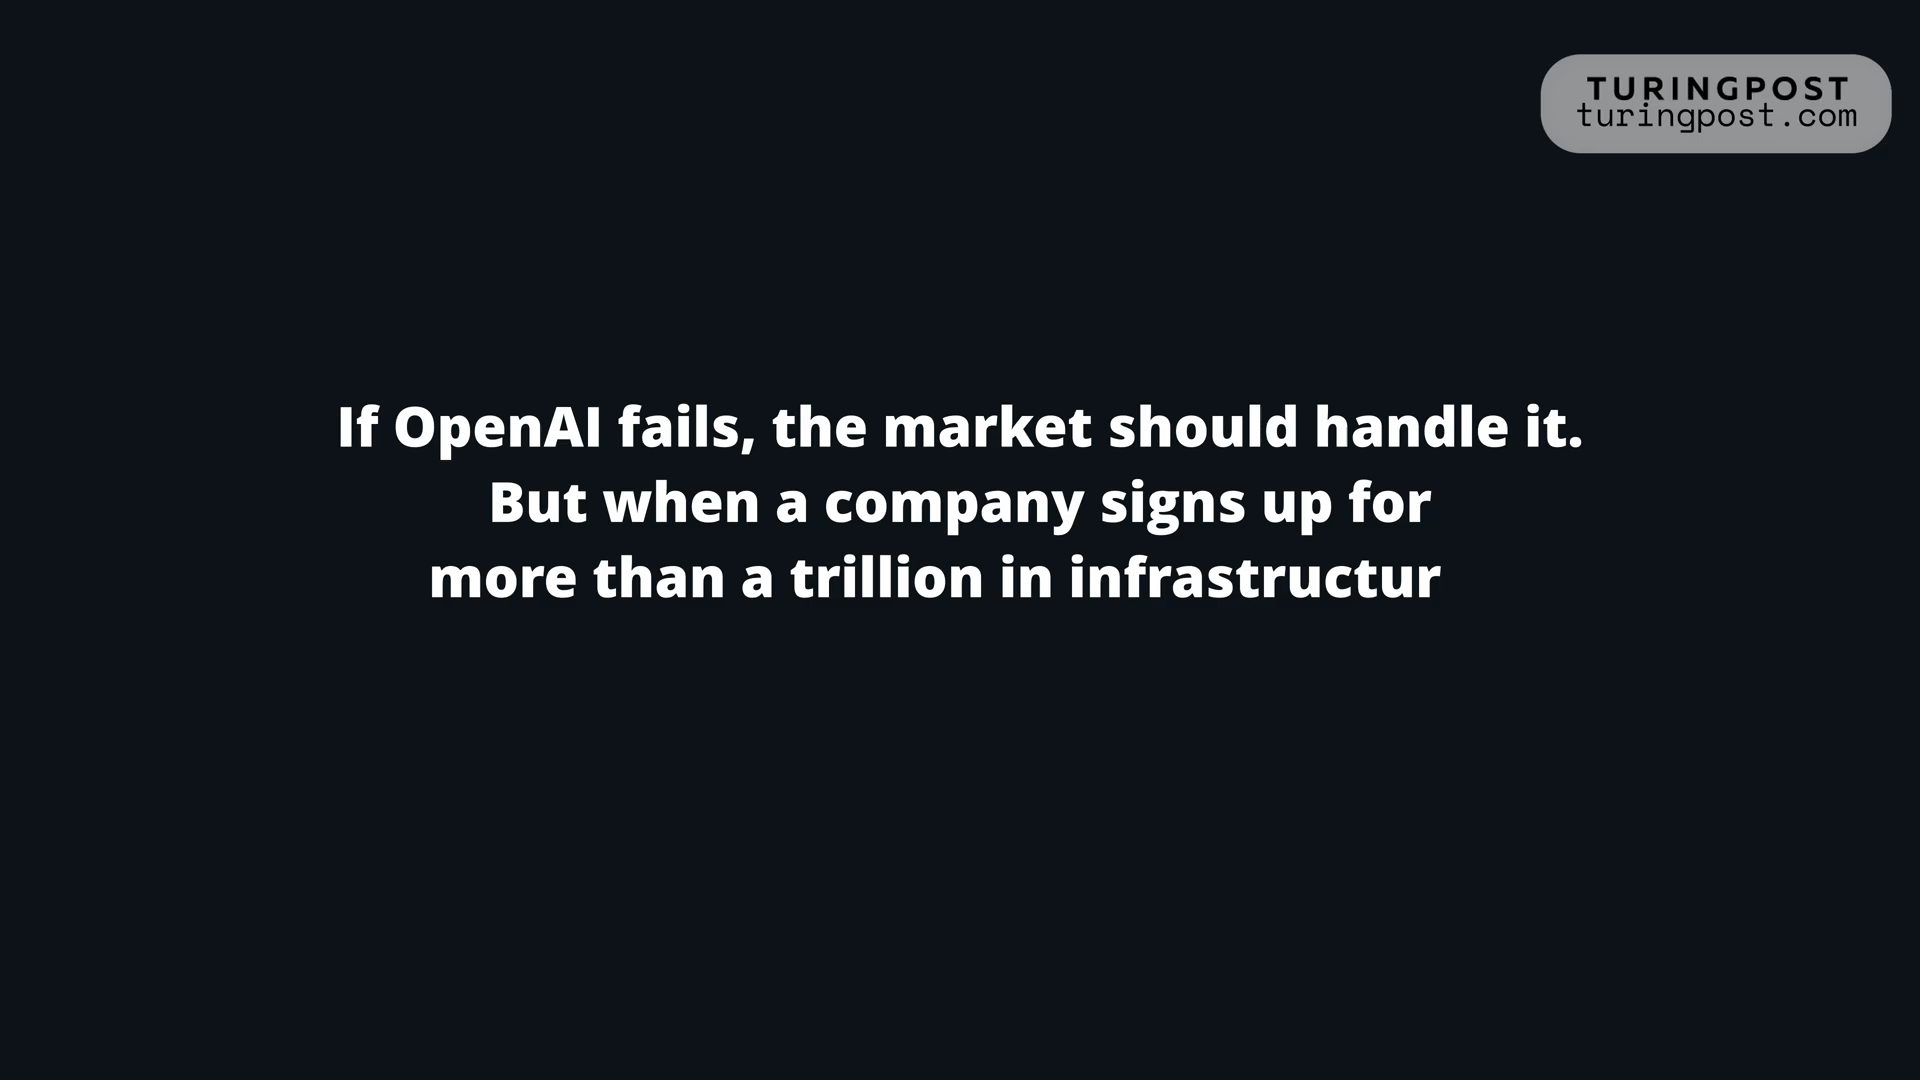 TURINGPOST
turingpost.com
If OpenAI fails, the market should handle it.
But when a company signs up for
more than a trillion in infrastructur